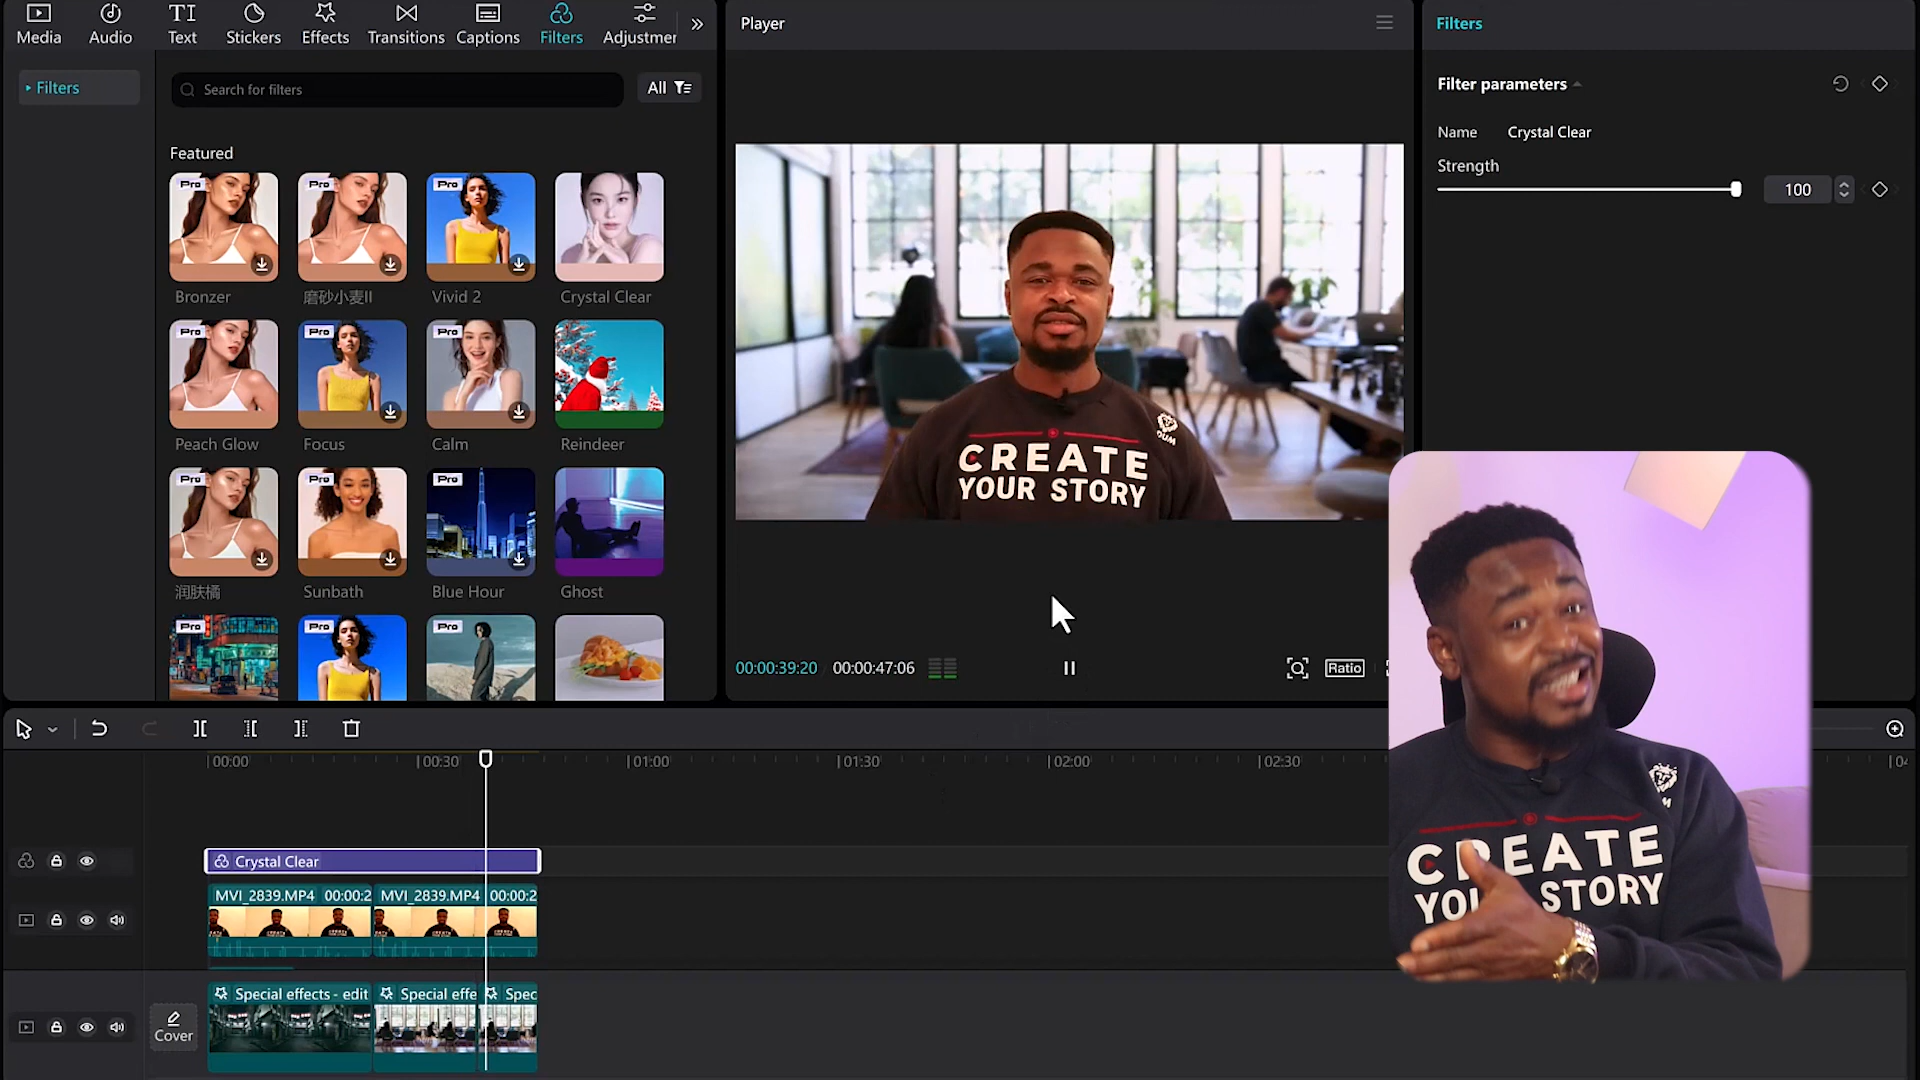 Media
Audio
TI
Text
Stickers
Effects
Transitions
Captions
Filters
Adjustmer
Player
Filters
Filters
Search for filters
All
Filter parameters
Name Crystal Clear
Strength
100
Featured
Pro
Pro
Pro
Bronzer
磨砂小麦II
Vivid 2
Crystal Clear
Pro
Pro
Pro
Peach Glow
Focus
Calm
Reindeer
Pro
Pro
Pro
润肤橘
Sunbath
Blue Hour
Ghost
Pro
Pro
Pro
CREATE
YOUR STORY
00:00:39:20 00:00:47:06
Ratio
00:00
00:30
01:00
01:30
02:00
02:30
Crystal Clear
MVI_2839.MP4 00:00:2
MVI_2839.MP4 00:00:2
Special effects - edit
Special effe
Spec
Cover
CREATE
YOU STORY